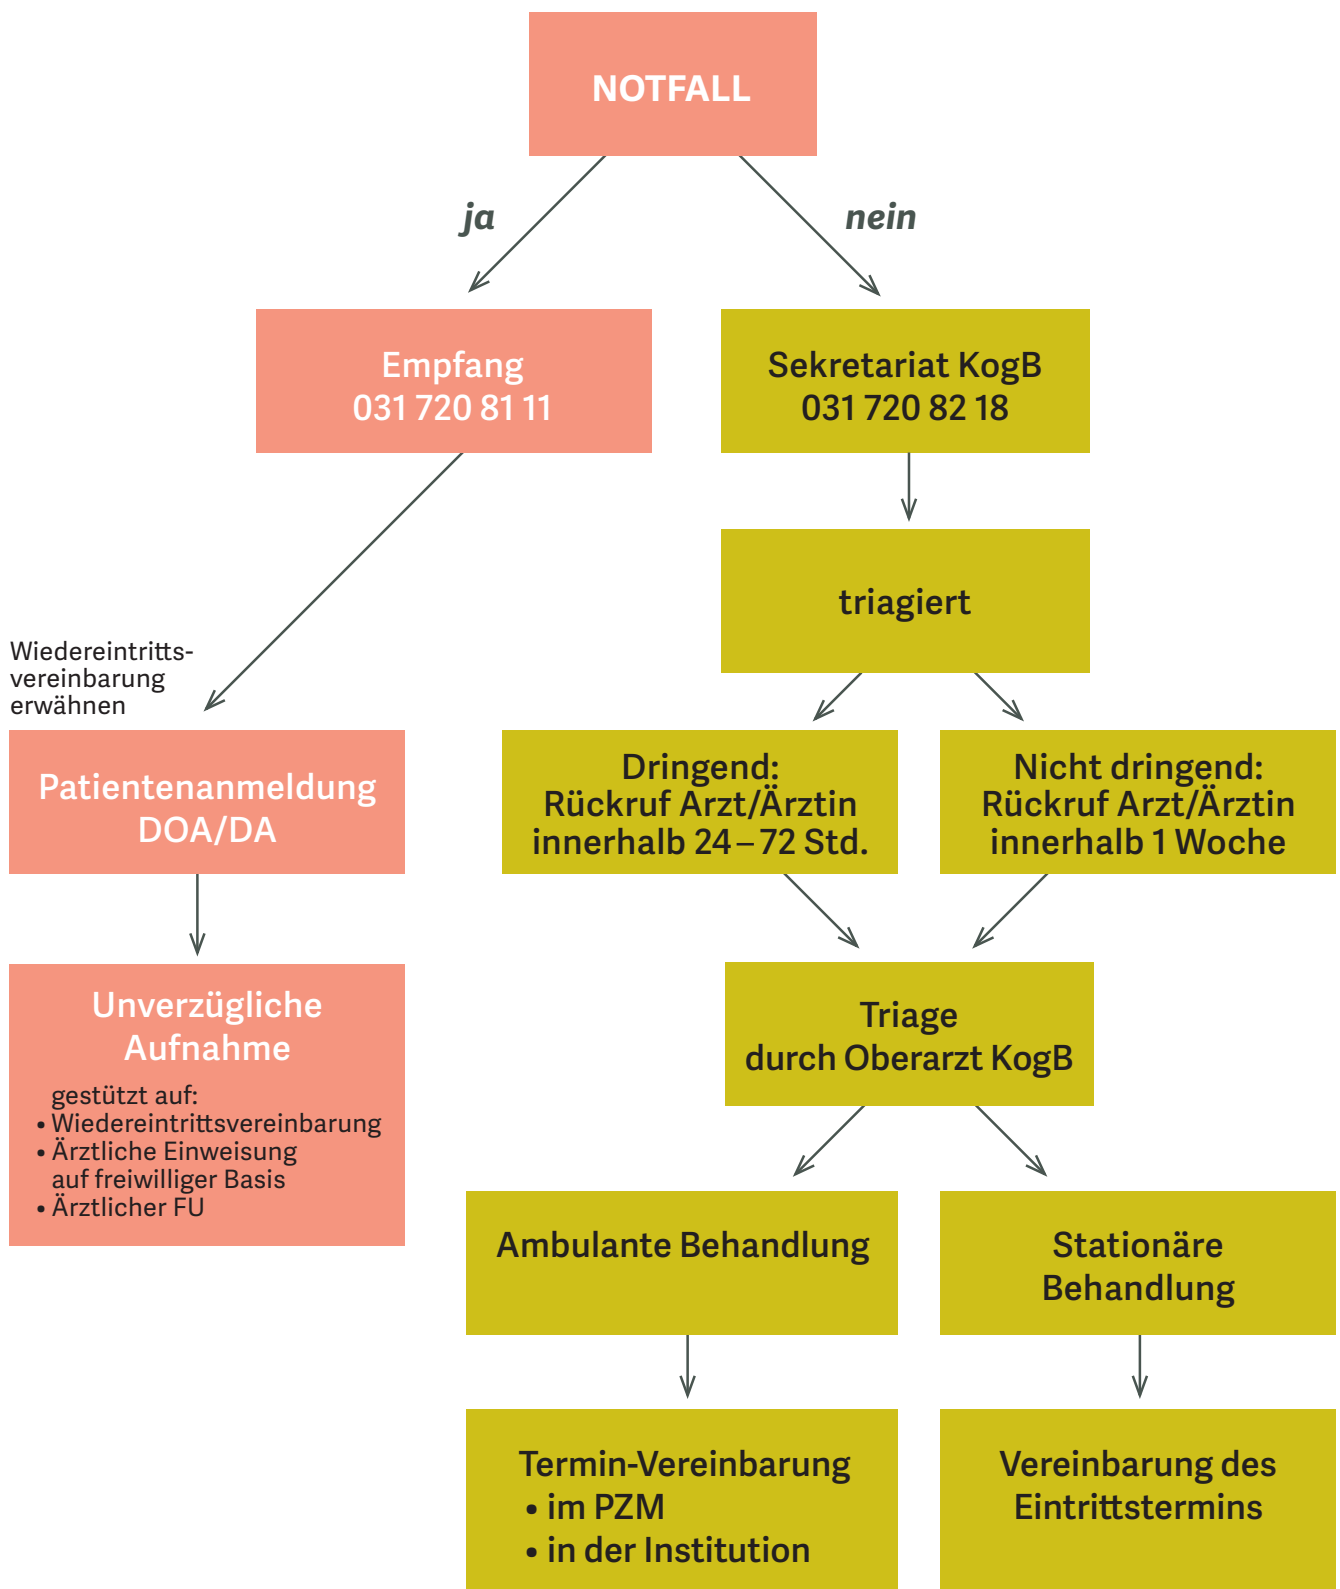 NOTFALL
ja
nein
Empfang
031 720 81 11
Sekretariat KogB
031 720 82 18
triagiert
Wiedereintritts-
vereinbarung
erwähnen
Patientenanmeldung
DOA/DA
Dringend:
Rückruf Arzt/Ärztin
innerhalb 24 – 72 Std.
Nicht dringend:
Rückruf Arzt/Ärztin
innerhalb 1 Woche
Unverzügliche
Aufnahme
gestützt auf:
• Wiedereintrittsvereinbarung
• Ärztliche Einweisung
auf freiwilliger Basis
• Ärztlicher FU
Triage
durch Oberarzt KogB
Ambulante Behandlung
Stationäre
Behandlung
Termin-Vereinbarung
• im PZM
• in der Institution
Vereinbarung des
Eintrittstermins